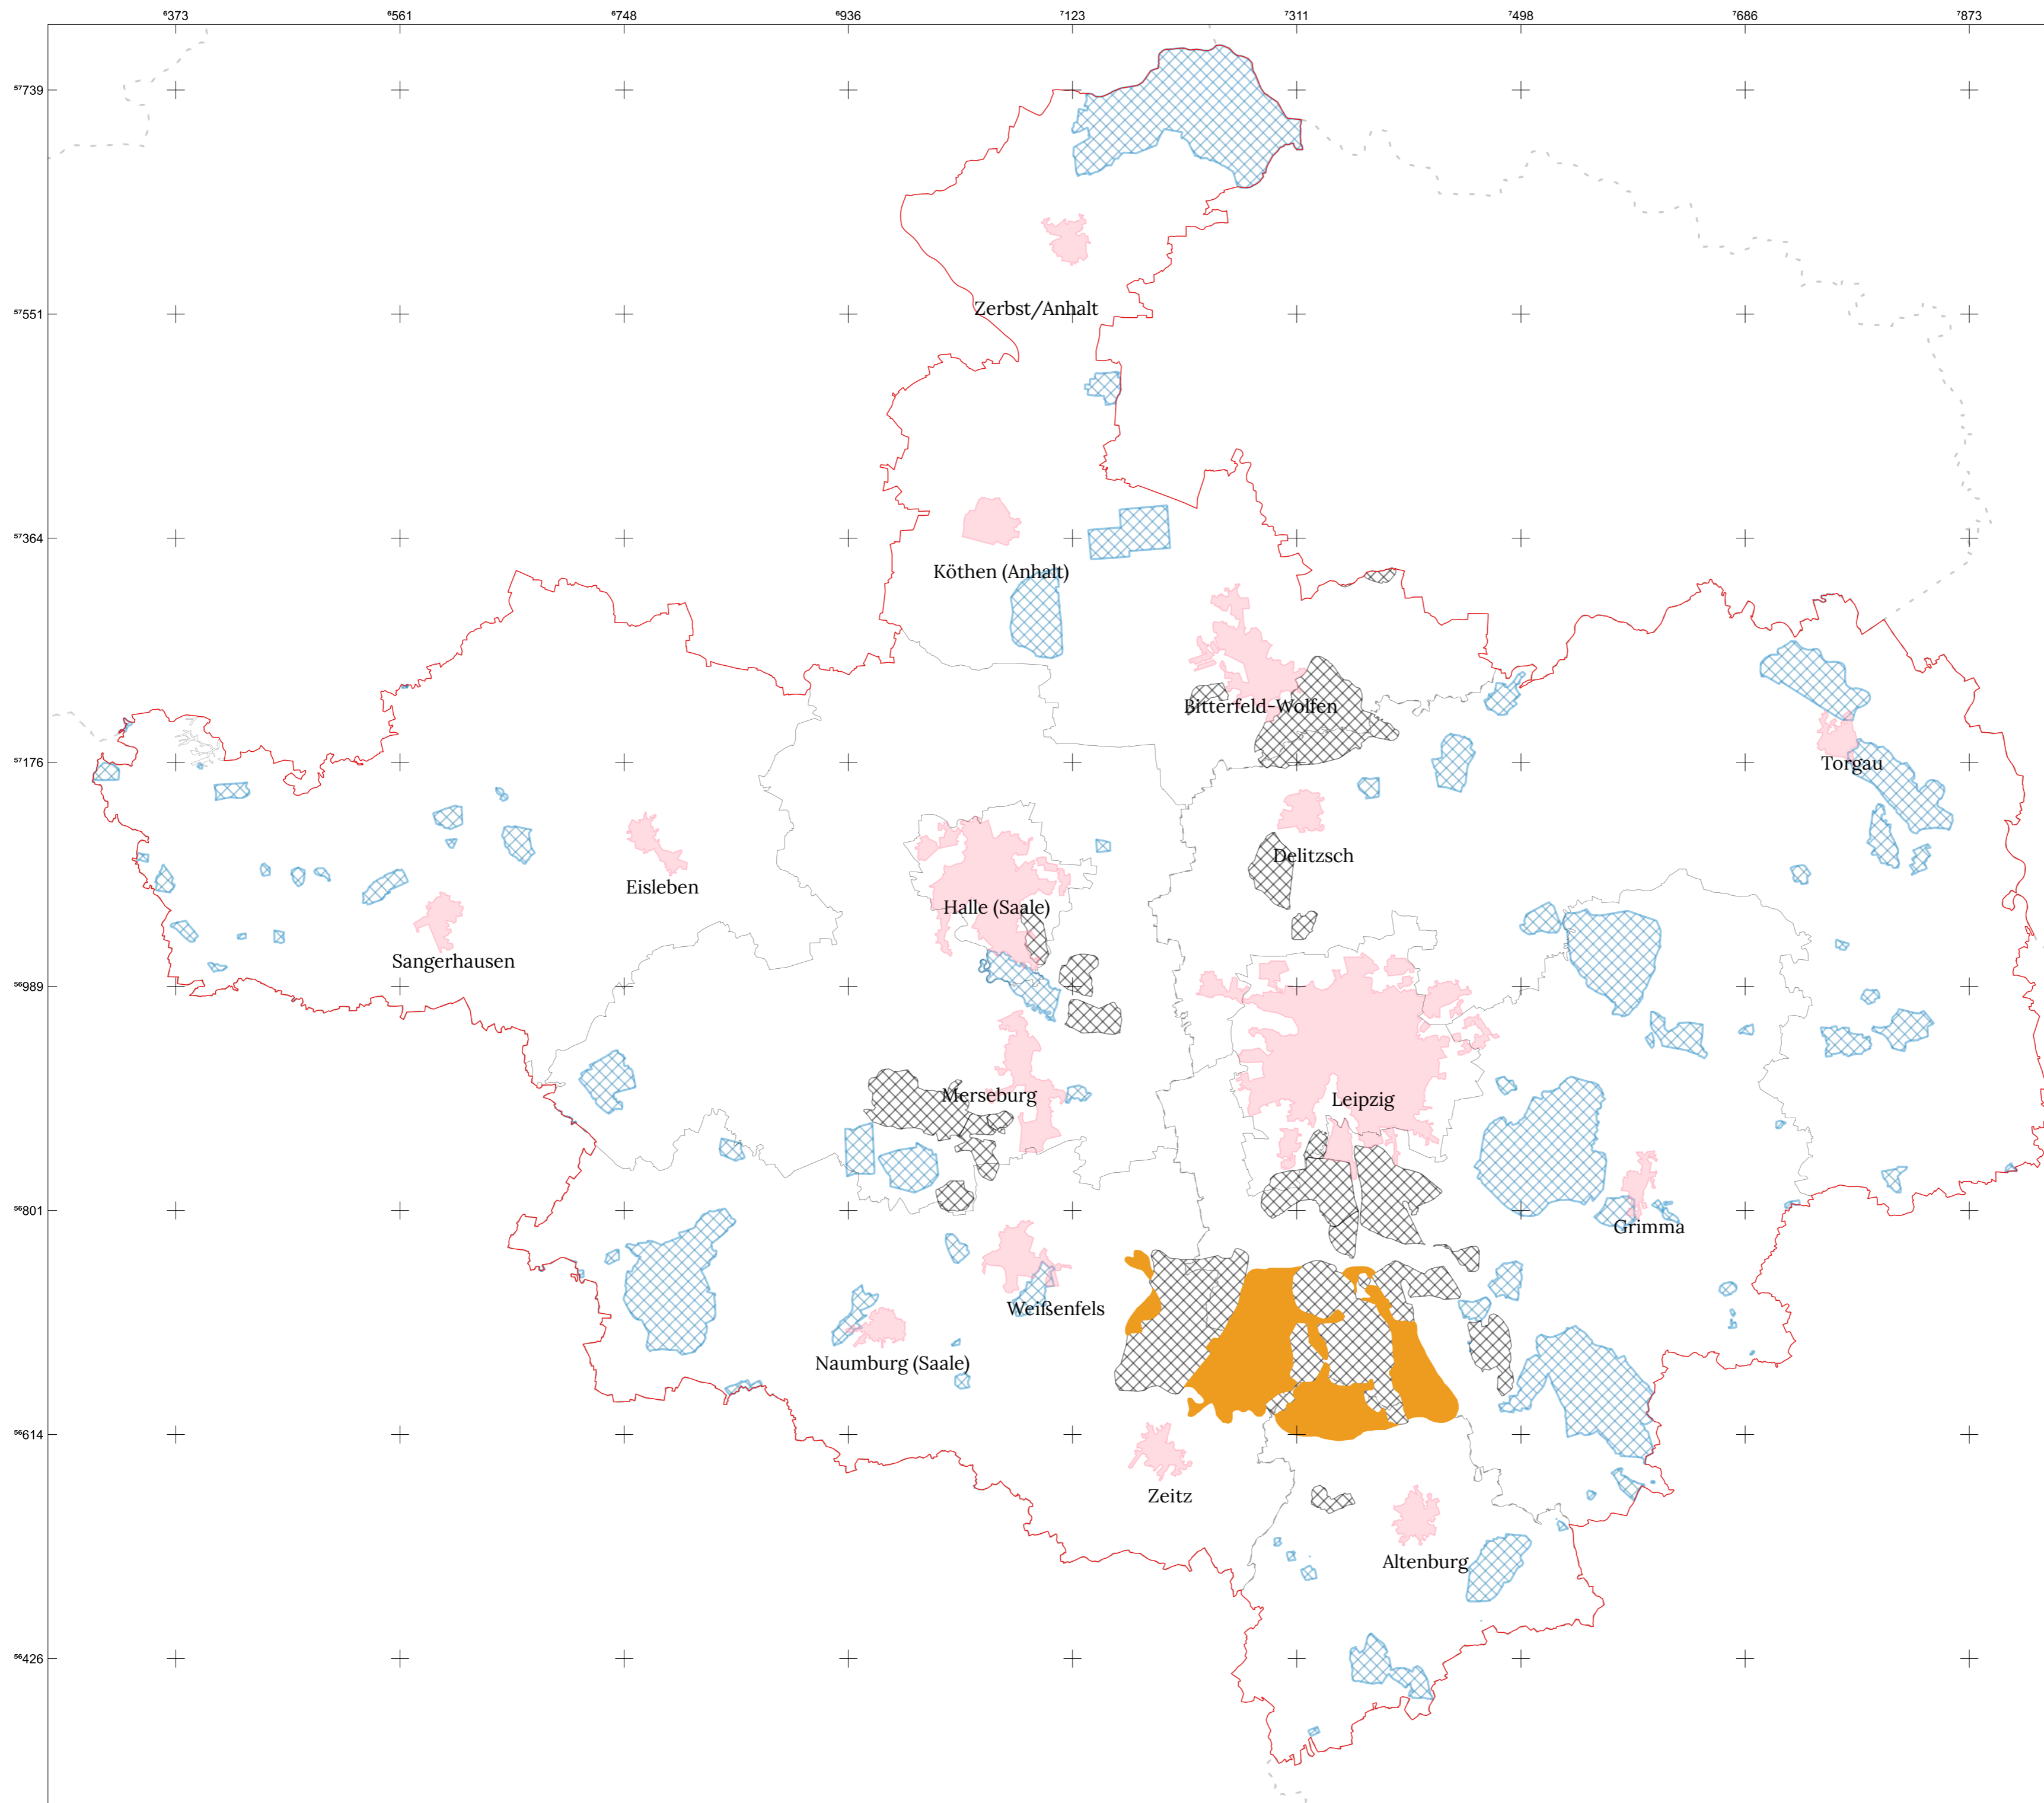 ⁶373 ⁶561 ⁶748 ⁶936 ⁷123 ⁷311 ⁷498 ⁷686 ⁷873
⁵⁷739
⁵⁷551
Zerbst/Anhalt
⁵⁷364
Köthen (Anhalt)
Bitterfeld-Wolfen
⁵⁷176
Torgau
Delitzsch
Eisleben
Halle (Saale)
Sangerhausen
⁵⁶989
Merseburg
Leipzig
⁵⁶801
Grimma
Weißenfels
Naumburg (Saale)
⁵⁶614
Zeitz
Altenburg
⁵⁶426